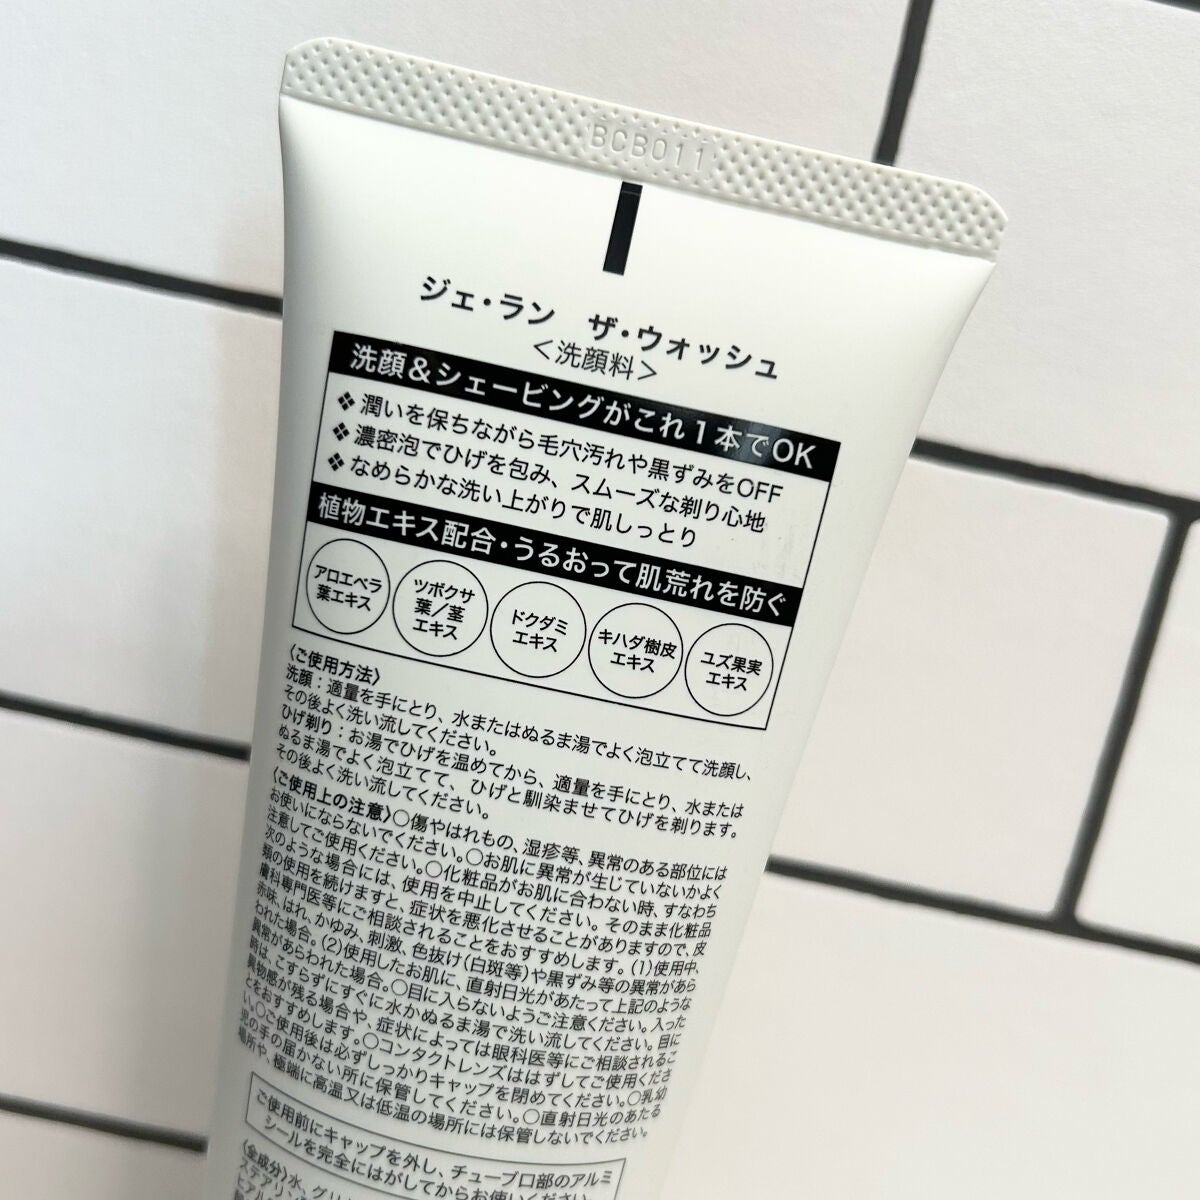 BCB011
ジェ・ラン ザ・ウォッシュ
＜洗顔料＞
洗顔＆シェービングがこれ1本でOK
❖潤いを保ちながら毛穴汚れや黒ずみをOFF
❖濃密泡でひげを包み、スムーズな剃り心地
❖なめらかな洗い上がりで肌しっとり
植物エキス配合・うるおって肌荒れを防ぐ
アロエベラ
葉エキス
ツボクサ
葉／茎
エキス
ドクダミ
エキス
キハダ樹皮
エキス
ユズ果実
エキス
〈ご使用方法〉
洗顔：適量を手にとり、水またはぬるま湯でよく泡立てて洗顔し、
その後よく洗い流してください。
ひげ剃り：お湯でひげを温めてから、適量を手にとり、水または
ぬるま湯でよく泡立てて、ひげと馴染ませてひげを剃ります。
その後よく洗い流してください。
〈ご使用上の注意〉○傷やはれもの、湿疹等、異常のある部位には
お使いにならないでください。○お肌に異常が生じていないかよく
注意してご使用ください。○化粧品がお肌に合わない時、すなわち
次のような場合には、使用を中止してください。そのまま化粧品
類の使用を続けますと、症状を悪化させることがありますので、皮
膚科専門医等にご相談されることをおすすめします。(1)使用中、
赤味、はれ、かゆみ、刺激、色抜け(白斑等)や黒ずみ等の異常があら
われた場合。(2)使用したお肌に、直射日光があたって上記のような
異常があらわれた場合。○目に入らないようご注意ください。入った
時は、こすらずにすぐに水かぬるま湯で洗い流してください。目に
異物感が残る場合や、症状によっては眼科医等にご相談されるこ
とをおすすめします。○コンタクトレンズははずしてご使用くださ
い。○ご使用後は必ずしっかりキャップを閉めてください。○乳幼
児の手の届かない所に保管してください。○直射日光のあたる
場所や、極端に高温又は低温の場所には保管しないでください。
ご使用前にキャップを外し、チューブ口部のアルミ
シールを完全にはがしてからお使いください。
〈全成分〉水、グリ
ステアリン
ヒアル